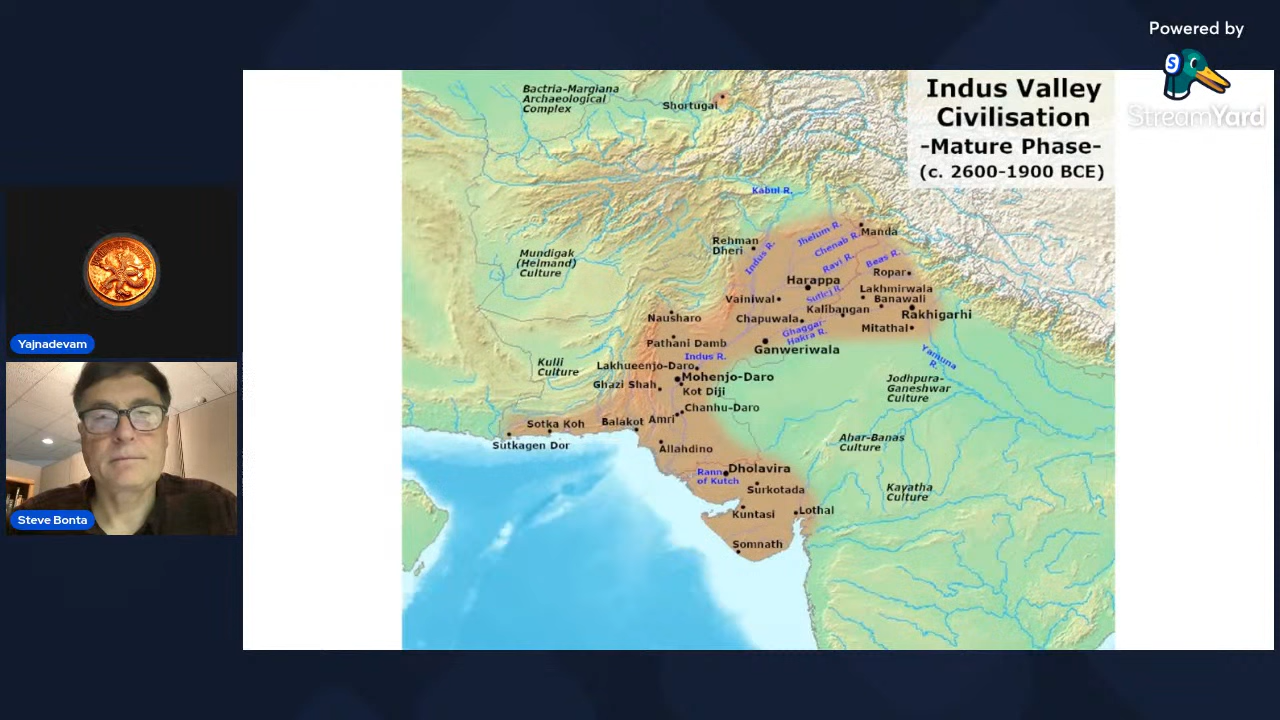 Powered by
S
StreamYard
Yajnadevam
Steve Bonta
Indus Valley
Civilisation
-Mature Phase-
(c. 2600-1900 BCE)
Bactria-Margiana
Archaeological
Complex
Shortugai
Kabul R.
Rehman
Dheri
Indus R.
Jhelum R.
Chenab R.
Ravi R.
Beas R.
Sutlej R.
Manda
Mundigak
(Helmand)
Culture
Ropar
Harappa
Lakhmirwala
Vainiwal
Banawali
Kalibangan
Rakhigarhi
Nausharo
Chapuwala
Mitathal
Ghaggar-
Hakra R.
Pathani Damb
Ganweriwala
Indus R.
Yamuna
R.
Kulli
Culture
Lakhueenjo-Daro
Mohenjo-Daro
Ghazi Shah
Kot Diji
Jodhpura-
Ganeshwar
Culture
Chanhu-Daro
Sotka Koh
Balakot
Amri
Sutkagen Dor
Allahdino
Ahar-Banas
Culture
Rann
of Kutch
Dholavira
Surkotada
Kayatha
Culture
Kuntasi
Lothal
Somnath